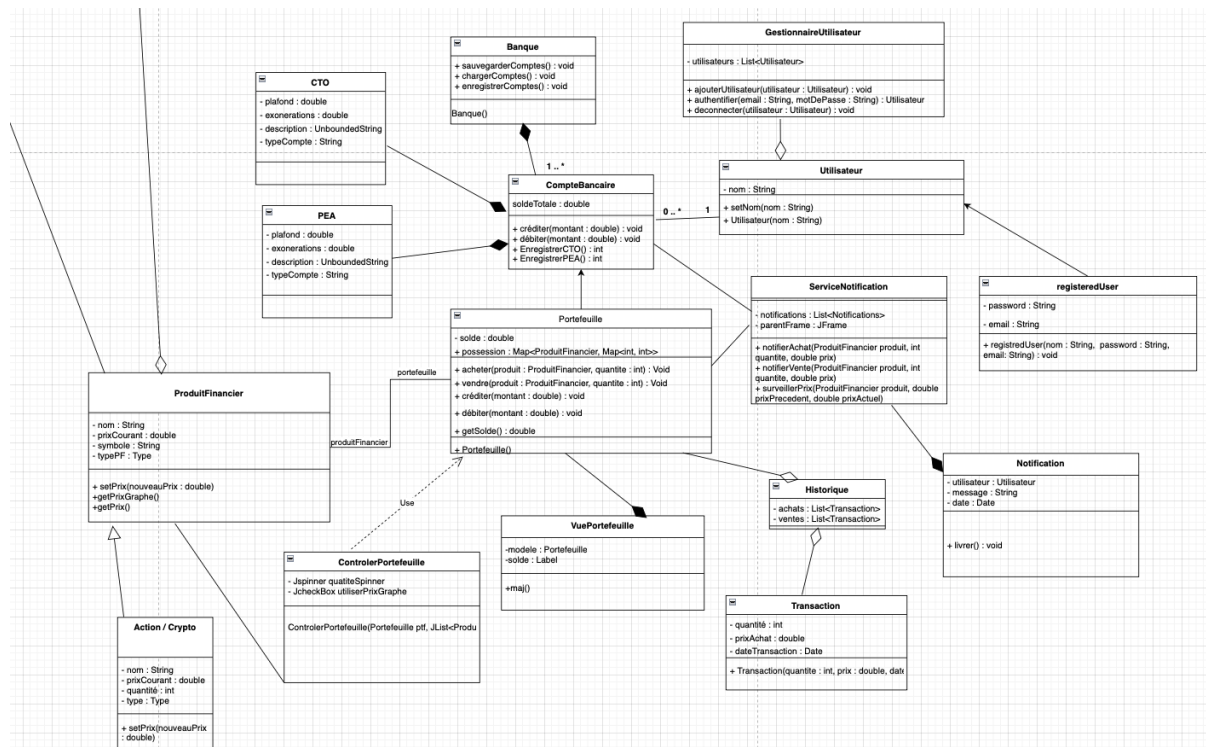 Banque
+ sauvegarderComptes() : void
+ chargerComptes() : void
+ enregistrerComptes() : void
Banque()
GestionnaireUtilisateur
- utilisateurs : List<Utilisateur>
+ ajouterUtilisateur(utilisateur : Utilisateur) : void
+ authentifier(email : String, motDePasse : String) : Utilisateur
+ deconnecter(utilisateur : Utilisateur) : void
CTO
- plafond : double
- exonerations : double
- description : UnboundedString
- typeCompte : String
1 .. *
CompteBancaire
soldeTotale : double
+ créditer(montant : double) : void
+ débiter(montant : double) : void
+ EnregistrerCTO() : int
+ EnregistrerPEA() : int
0 .. *
1
Utilisateur
- nom : String
+ setNom(nom : String)
+ Utilisateur(nom : String)
PEA
- plafond : double
- exonerations : double
- description : UnboundedString
- typeCompte : String
ServiceNotification
- notifications : List<Notifications>
- parentFrame : JFrame
+ notifierAchat(ProduitFinancier produit, int
quantite, double prix)
+ notifierVente(ProduitFinancier produit, int
quantite, double prix)
+ surveillerPrix(ProduitFinancier produit, double
prixPrecedent, double prixActuel)
registeredUser
- password : String
- email : String
+ registredUser(nom : String, password : String,
email: String) : void
Portefeuille
- solde : double
+ possession : Map<ProduitFinancier, Map<int, int>>
+ acheter(produit : ProduitFinancier, quantite : int) : Void
+ vendre(produit : ProduitFinancier, quantite : int) : Void
+ créditer(montant : double) : void
+ débiter(montant : double) : void
+ getSolde() : double
+ Portefeuille()
portefeuille
produitFinancier
ProduitFinancier
- nom : String
- prixCourant : double
- symbole : String
- typePF : Type
+ setPrix(nouveauPrix : double)
+getPrixGraphe()
+getPrix()
Use
Notification
- utilisateur : Utilisateur
- message : String
- date : Date
+ livrer() : void
Historique
- achats : List<Transaction>
- ventes : List<Transaction>
VuePortefeuille
-modele : Portefeuille
-solde : Label
+maj()
ControlerPortefeuille
- Jspinner quatiteSpinner
- JcheckBox utiliserPrixGraphe
ControlerPortefeuille(Portefeuille ptf, JList<Produ
Transaction
- quantité : int
- prixAchat : double
- dateTransaction : Date
+ Transaction(quantite : int, prix : double, date
Action / Crypto
- nom : String
- prixCourant : double
- quantité : int
- type : Type
+ setPrix(nouveauPrix
: double)